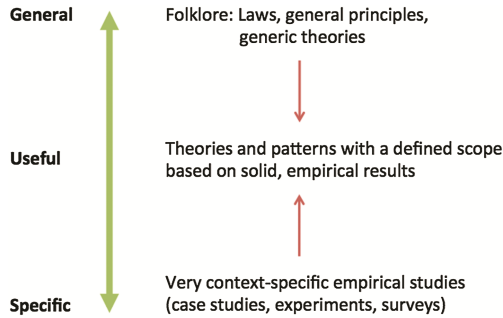 General
Folklore: Laws, general principles,
generic theories
Useful
Theories and patterns with a defined scope
based on solid, empirical results
Very context-specific empirical studies
Specific
(case studies, experiments, surveys)